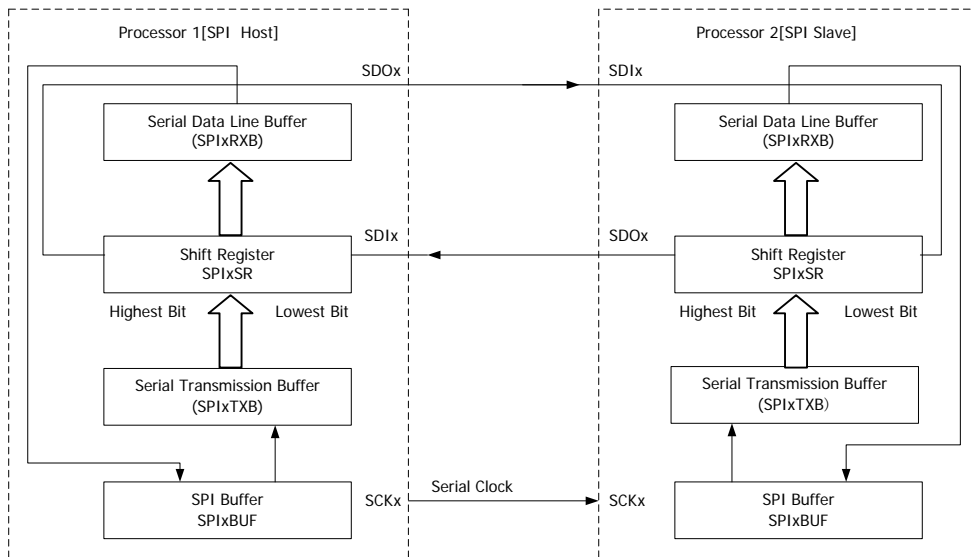 Processor 1[SPI Host]
Processor 2[SPI Slave]
SDOx
SDIx
Serial Data Line Buffer
(SPIxRXB)
Serial Data Line Buffer
(SPIxRXB)
Shift Register
SPIxSR
SDIx
SDOx
Shift Register
SPIxSR
Highest Bit
Lowest Bit
Highest Bit
Lowest Bit
Serial Transmission Buffer
(SPIxTXB)
Serial Transmission Buffer
(SPIxTXB)
SPI Buffer
SPIxBUF
SCKx
Serial Clock
SCKx
SPI Buffer
SPIxBUF